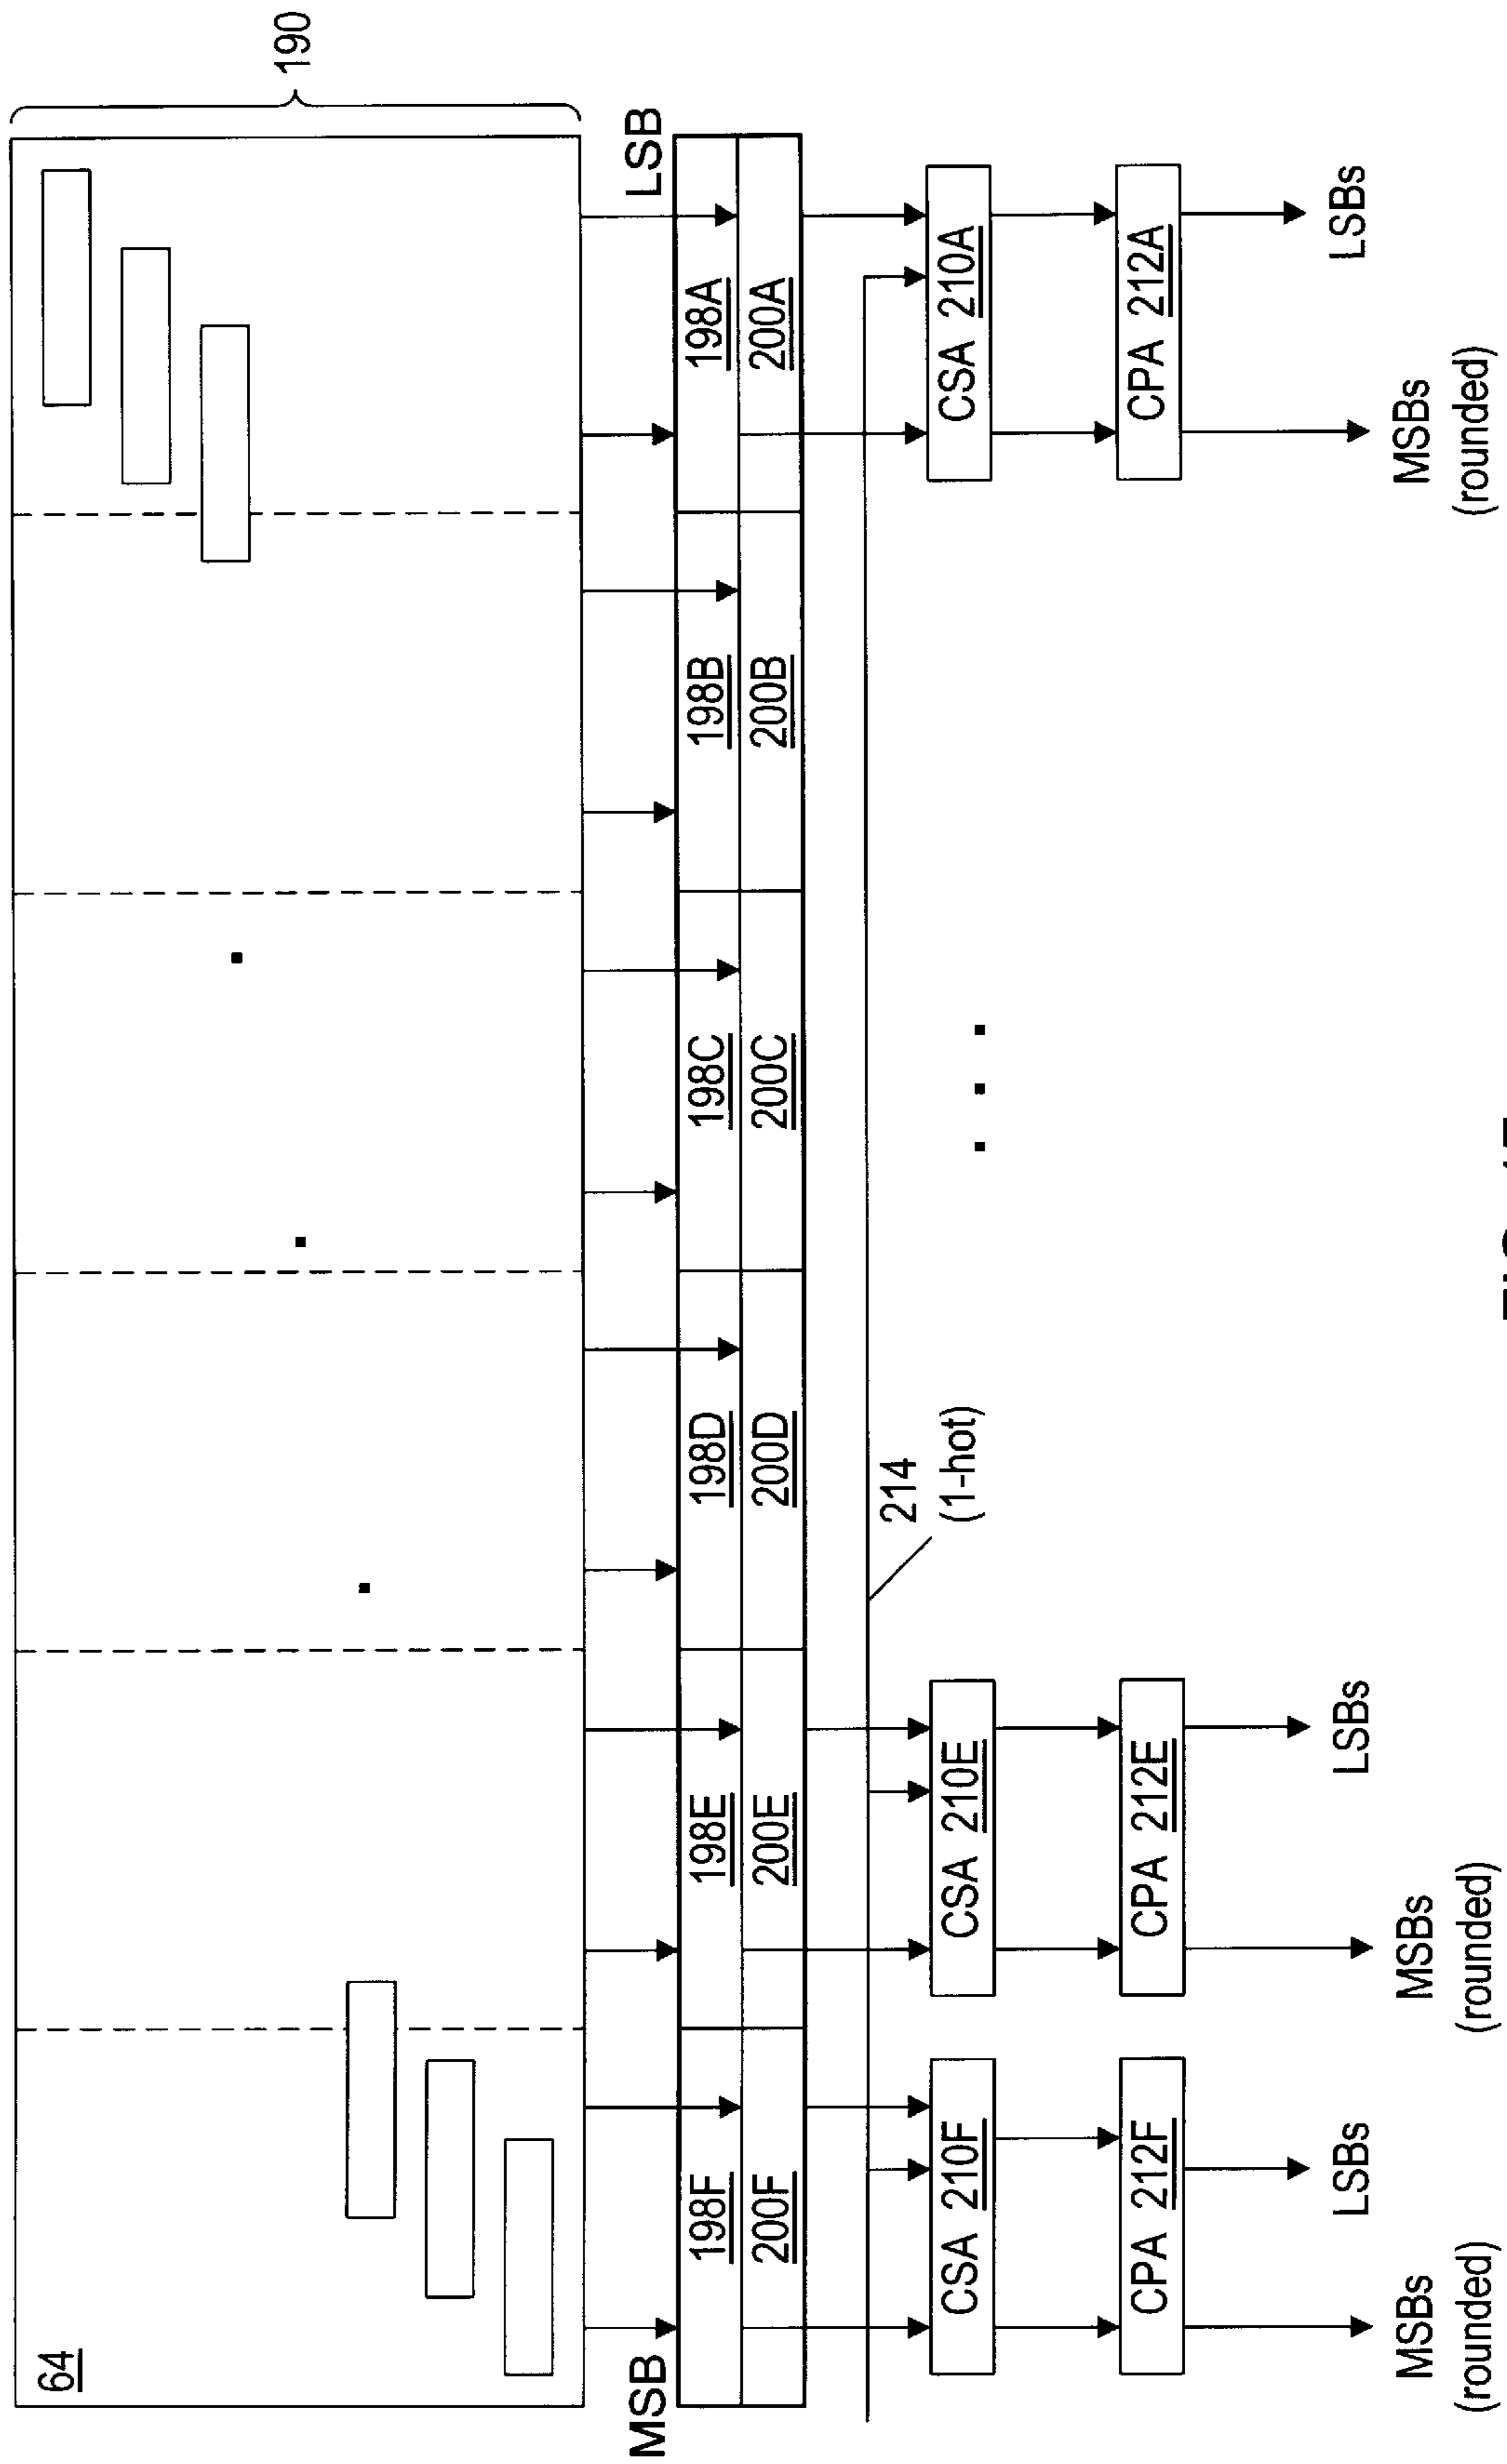 64
190
MSB
LSB
198F
198E
198D
198C
198B
198A
200F
200E
200D
200C
200B
200A
214
(1-hot)
CSA 210F
CSA 210E
CSA 210A
CPA 212F
CPA 212E
CPA 212A
MSBs
(rounded)
LSBs
MSBs
(rounded)
LSBs
MSBs
(rounded)
LSBs